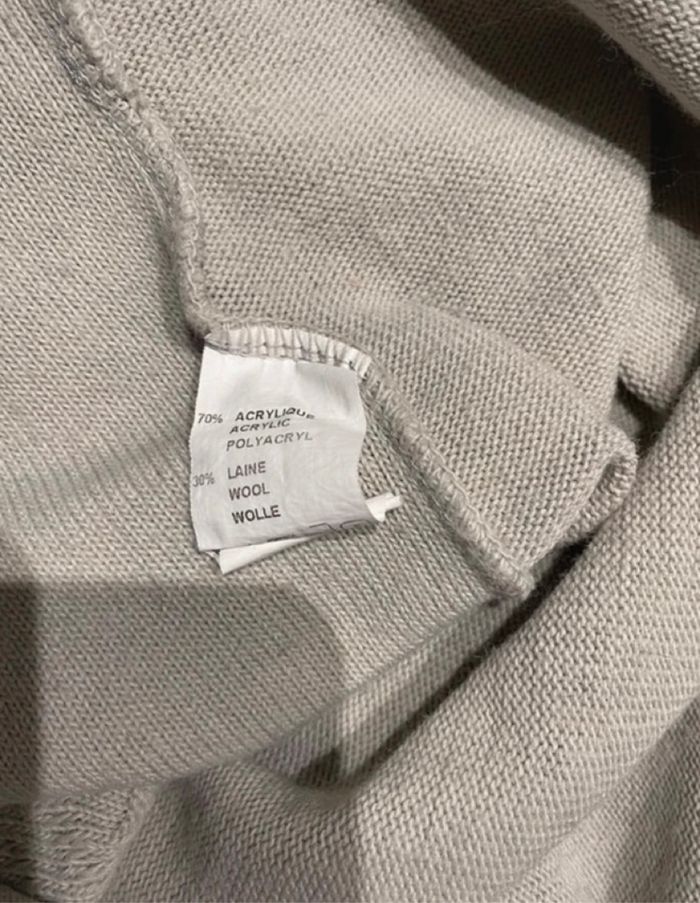 70% ACRYLIQUE
ACRYLIC
POLYACRYL
30% LAINE
WOOL
WOLLE